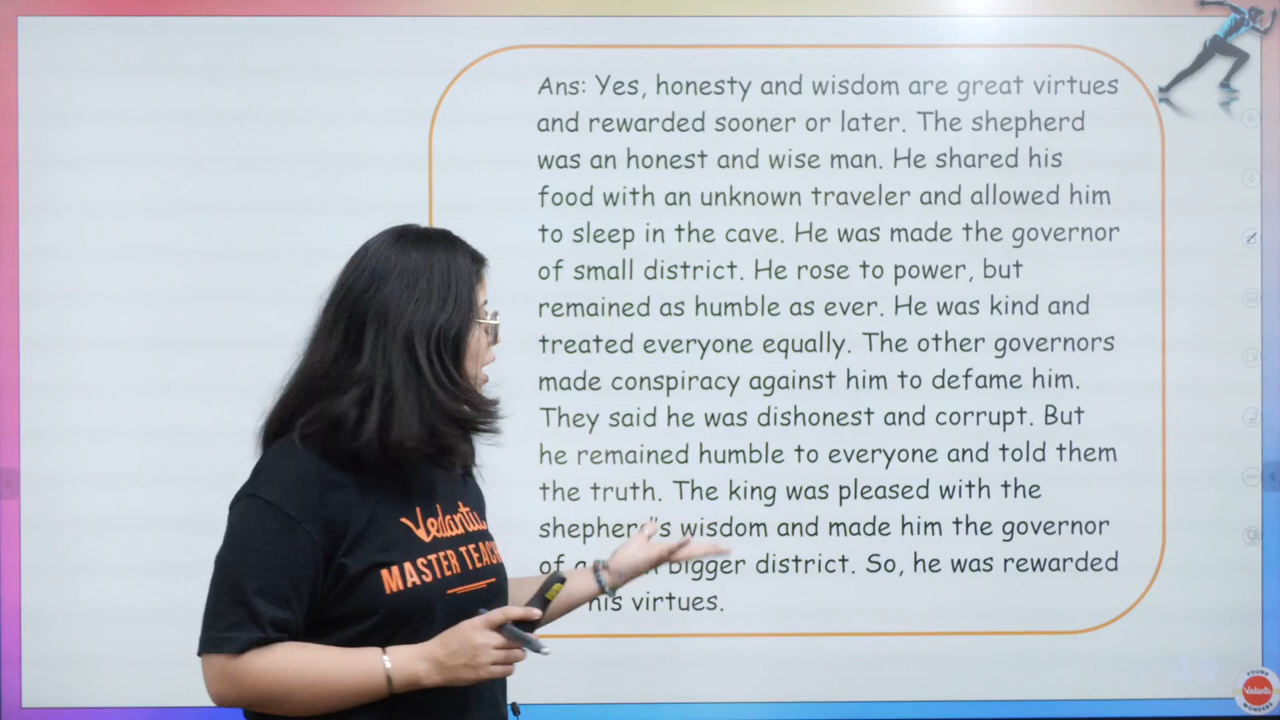 Ans: Yes, honesty and wisdom are great virtues
and rewarded sooner or later. The shepherd
was an honest and wise man. He shared his
food with an unknown traveler and allowed him
to sleep in the cave. He was made the governor
of small district. He rose to power, but
remained as humble as ever. He was kind and
treated everyone equally. The other governors
made conspiracy against him to defame him.
They said he was dishonest and corrupt. But
he remained humble to everyone and told them
the truth. The king was pleased with the
shepherd's wisdom and made him the governor
of bigger district. So, he was rewarded
his virtues.
Vedantu
MASTER
YOUNG
Vedantu
WONDERS